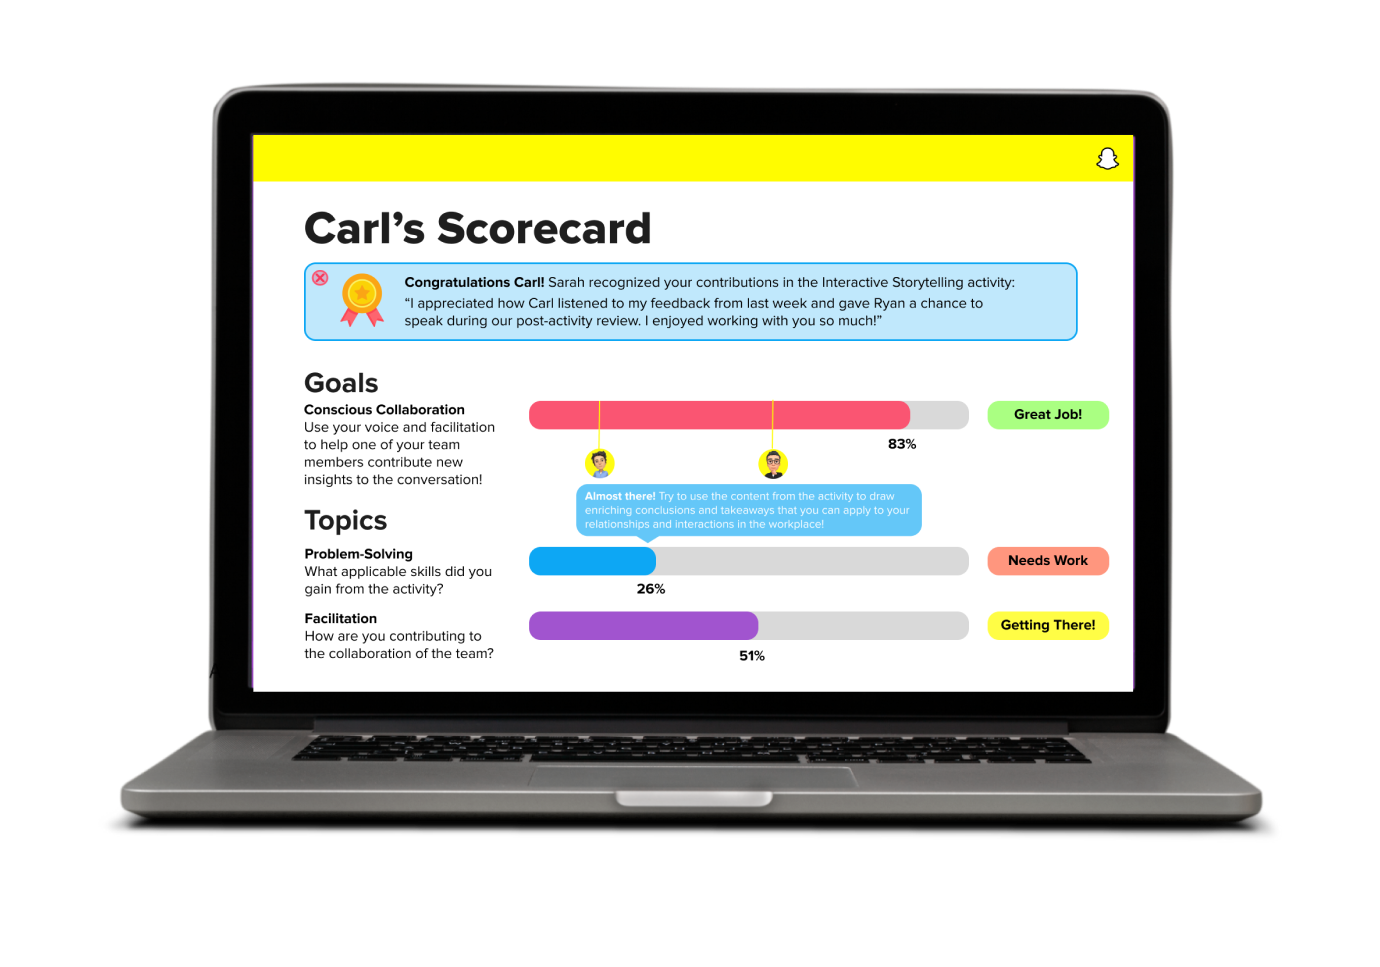 Carl’s Scorecard
Congratulations Carl! Sarah recognized your contributions in the Interactive Storytelling activity:
“I appreciated how Carl listened to my feedback from last week and gave Ryan a chance to
speak during our post-activity review. I enjoyed working with you so much!”
Goals
Conscious Collaboration
Use your voice and facilitation
to help one of your team
members contribute new
insights to the conversation!
83%
Great Job!
Almost there! Try to use the content from the activity to draw
enriching conclusions and takeaways that you can apply to your
relationships and interactions in the workplace!
Topics
Problem-Solving
What applicable skills did you
gain from the activity?
26%
Needs Work
Facilitation
How are you contributing to
the collaboration of the team?
51%
Getting There!